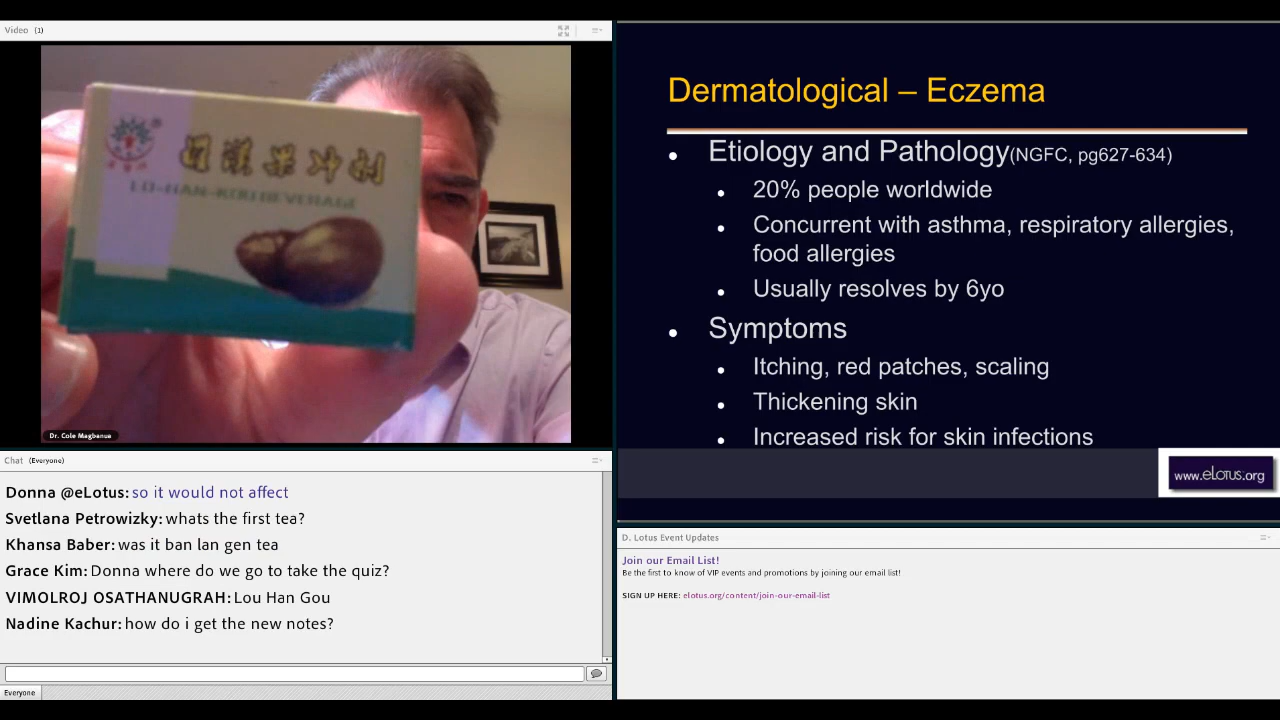 Video (1)
羅漢果冲剂
LO-HAN-KUO BEVERAGE
Dr. Cole Magbanua
Dermatological – Eczema
Etiology and Pathology(NGFC, pg627-634)
20% people worldwide
Concurrent with asthma, respiratory allergies,
food allergies
Usually resolves by 6yo
Symptoms
Itching, red patches, scaling
Thickening skin
Increased risk for skin infections
www.eLotus.org
Chat (Everyone)
Donna @eLotus: so it would not affect
Svetlana Petrowizky: whats the first tea?
Khansa Baber: was it ban lan gen tea
Grace Kim: Donna where do we go to take the quiz?
VIMOLROJ OSATHANUGRAH: Lou Han Gou
Nadine Kachur: how do i get the new notes?
Everyone
D. Lotus Event Updates
Join our Email List!
Be the first to know of VIP events and promotions by joining our email list!
SIGN UP HERE: elotus.org/content/join-our-email-list